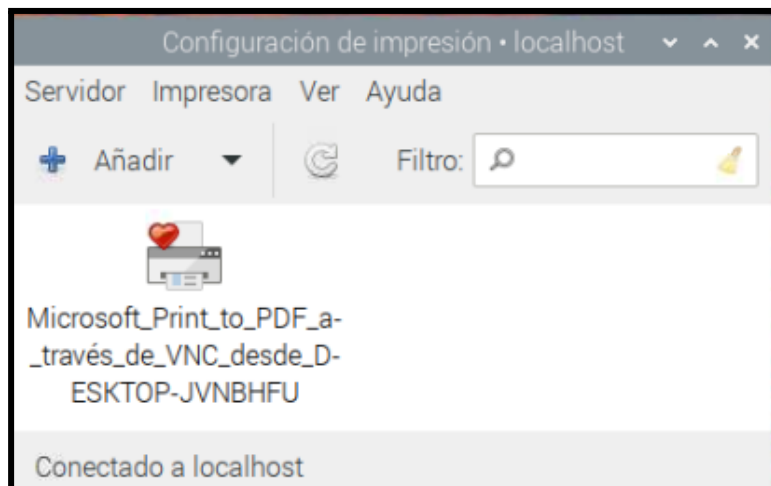 Configuración de impresión • localhost
Servidor Impresora Ver Ayuda
Añadir Filtro:
Microsoft_Print_to_PDF_a-
_través_de_VNC_desde_D-
ESKTOP-JVNBHFU
Conectado a localhost